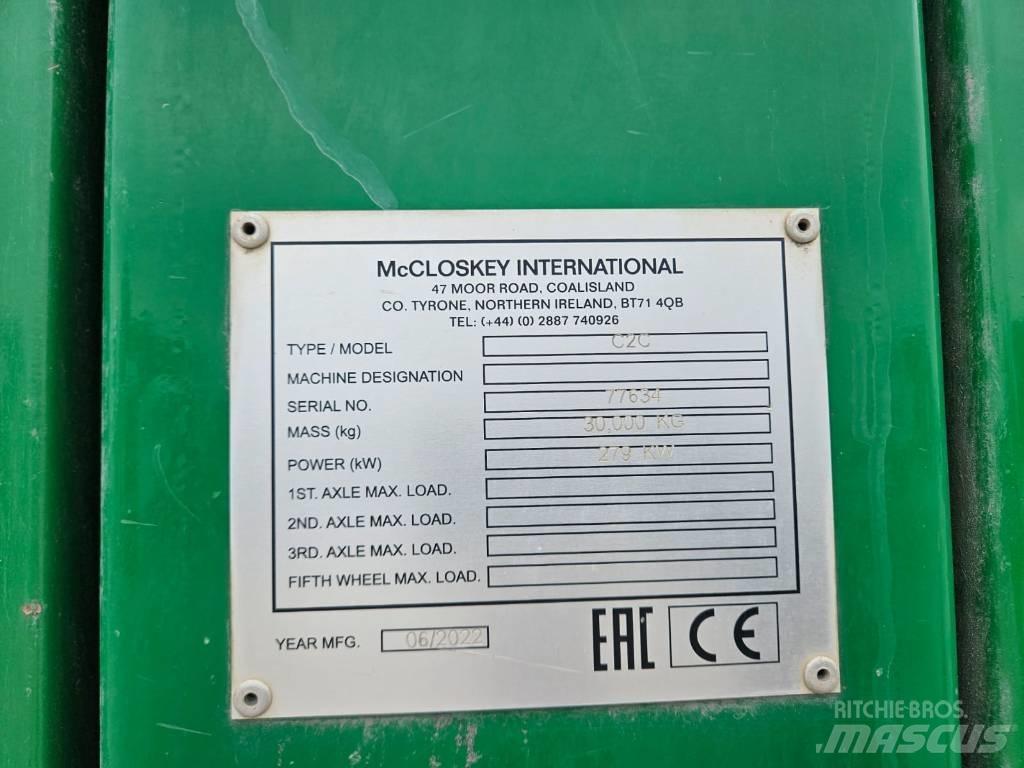 McCLOSKEY INTERNATIONAL
47 MOOR ROAD, COALISLAND
CO. TYRONE, NORTHERN IRELAND, BT71 4QB
TEL: (+44) (0) 2887 740926
TYPE / MODEL C2C
MACHINE DESIGNATION
SERIAL NO. 77634
MASS (kg) 30,000 KG
POWER (kW) 279 KW
1ST. AXLE MAX. LOAD.
2ND. AXLE MAX. LOAD.
3RD. AXLE MAX. LOAD.
FIFTH WHEEL MAX. LOAD.
YEAR MFG. 06/2022 EAC CE
RITCHIE BROS.
MASCUS